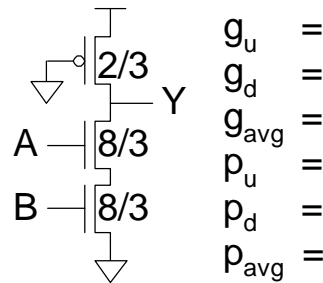 2/3
Y
A
8/3
B
8/3
g_u =
g_d =
g_avg =
p_u =
p_d =
p_avg =